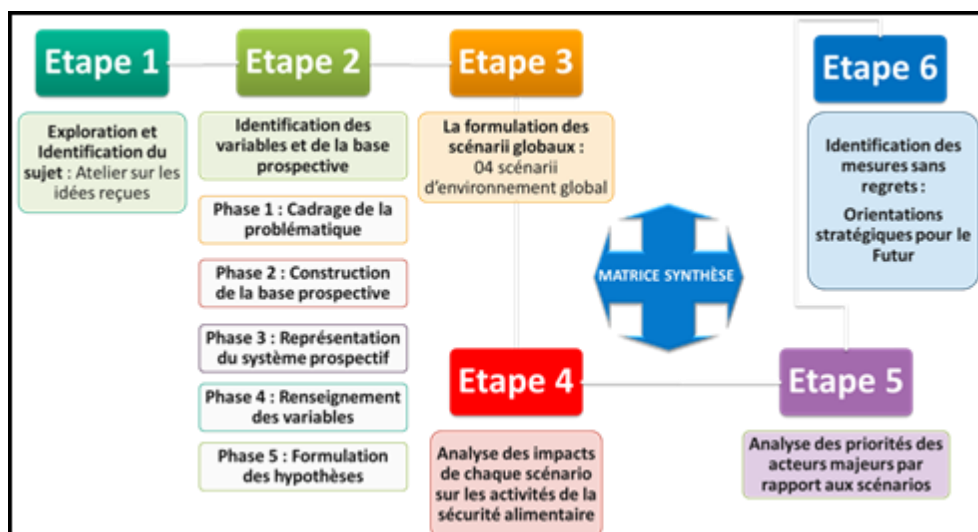 Etape 1
Exploration et
Identification du
sujet : Atelier sur les
idées reçues
Etape 2
Identification des
variables et de la base
prospective
Phase 1 : Cadrage de la
problématique
Phase 2 : Construction
de la base prospective
Phase 3 : Représentation
du système prospectif
Phase 4 : Renseignement
des variables
Phase 5 : Formulation
des hypothèses
Etape 3
La formulation des
scénarii globaux :
04 scénarii
d'environnement global
MATRICE SYNTHÈSE
Etape 4
Analyse des impacts
de chaque scénario
sur les activités de la
sécurité alimentaire
Etape 5
Analyse des priorités des
acteurs majeurs par
rapport aux scénarios
Etape 6
Identification des
mesures sans
regrets :
Orientations
stratégiques pour le
Futur